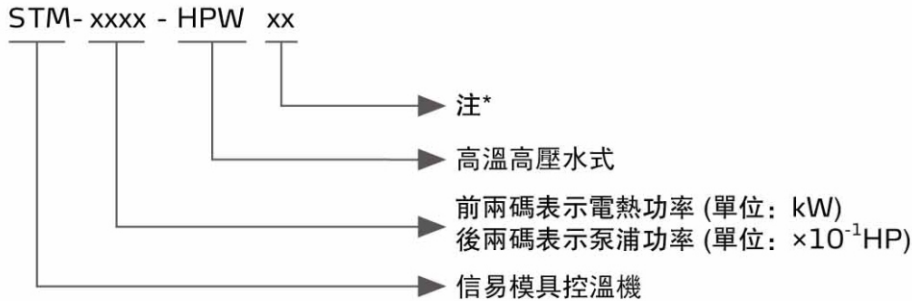 STM- xxxx - HPW xx
注*
高溫高壓水式
前兩碼表示電熱功率 (單位：kW)
後兩碼表示泵浦功率 (單位：×10⁻¹HP)
信易模具控溫機